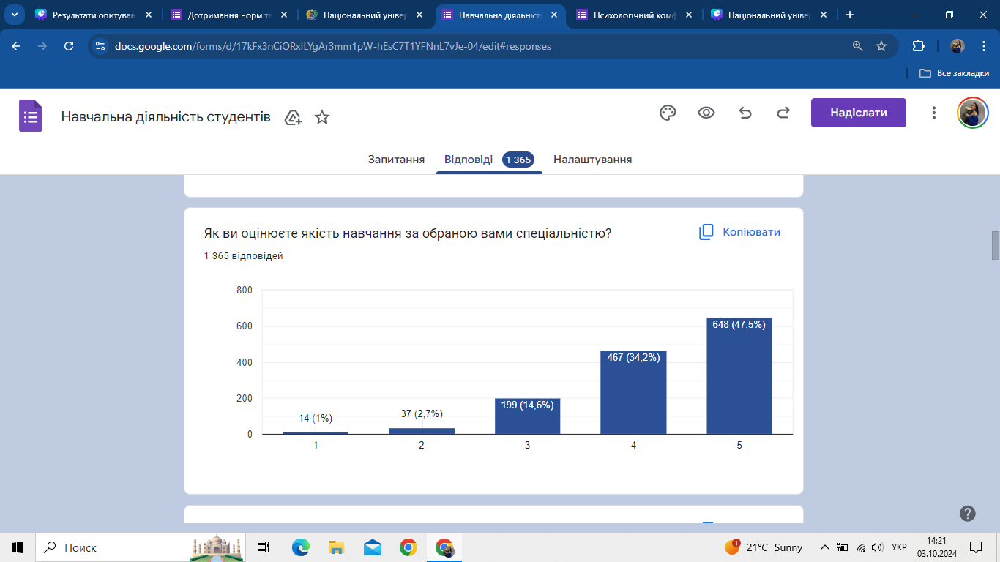 Результати опитуван
Дотримання норм та
Національний універ
Навчальна діяльніст
Психологічний комф
Національний універ
docs.google.com/forms/d/17kFx3nCiQRxlLYgAr3mm1pW-hEsC7T1YFNnL7vJe-04/edit#responses
Все закладки
Навчальна діяльність студентів
Надіслати
Запитання Відповіді 1 365 Налаштування
Як ви оцінюєте якість навчання за обраною вами спеціальністю?
Копіювати
1 365 відповідей
800
600
400
200
0
14 (1%)
37 (2,7%)
199 (14,6%)
467 (34,2%)
648 (47,5%)
1 2 3 4 5
Поиск
21°C Sunny
УКР
14:21
03.10.2024